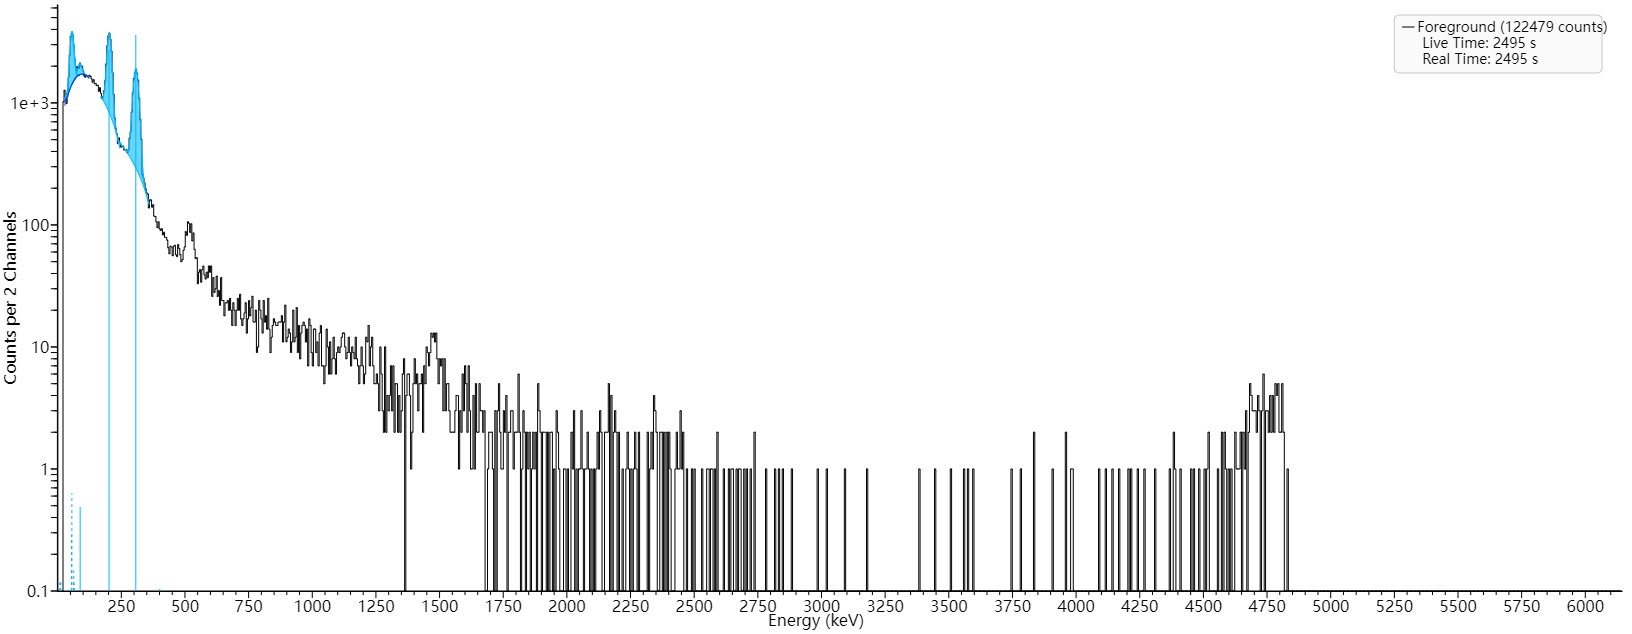 Foreground (122479 counts)
Live Time: 2495 s
Real Time: 2495 s
Counts per 2 Channels
1e+3
100
10
1
0.1
250 500 750 1000 1250 1500 1750 2000 2250 2500 2750 3000 3250 3500 3750 4000 4250 4500 4750 5000 5250 5500 5750 6000
Energy (keV)